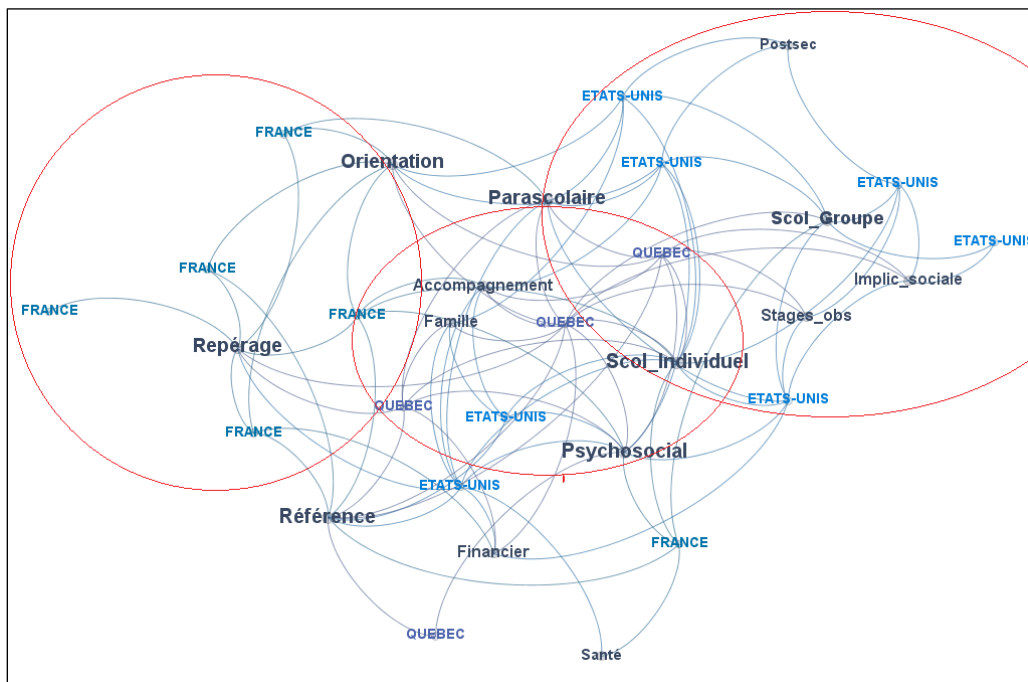 Postsec
ETATS-UNIS
FRANCE
Orientation
ETATS-UNIS
ETATS-UNIS
Parascolaire
Scol_Groupe
ETATS-UNIS
QUEBEC
FRANCE
Accompagnement
Implic_sociale
FRANCE
FRANCE
Famille
QUEBEC
Stages_obs
Repérage
Scol_Individuel
QUEBEC
ETATS-UNIS
ETATS-UNIS
FRANCE
Psychosocial
ETATS-UNIS
Référence
Financier
FRANCE
QUEBEC
Santé